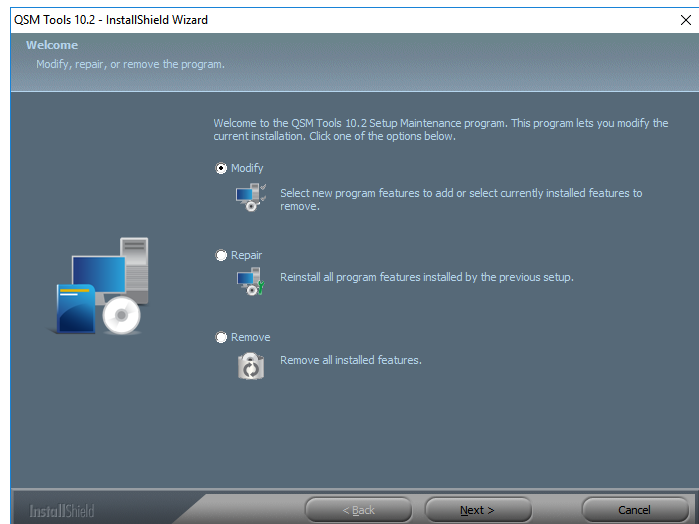 QSM Tools 10.2 - InstallShield Wizard
Welcome
Modify, repair, or remove the program.
Welcome to the QSM Tools 10.2 Setup Maintenance program. This program lets you modify the
current installation. Click one of the options below.
Modify
Select new program features to add or select currently installed features to
remove.
Repair
Reinstall all program features installed by the previous setup.
Remove
Remove all installed features.
InstallShield
< Back
Next >
Cancel